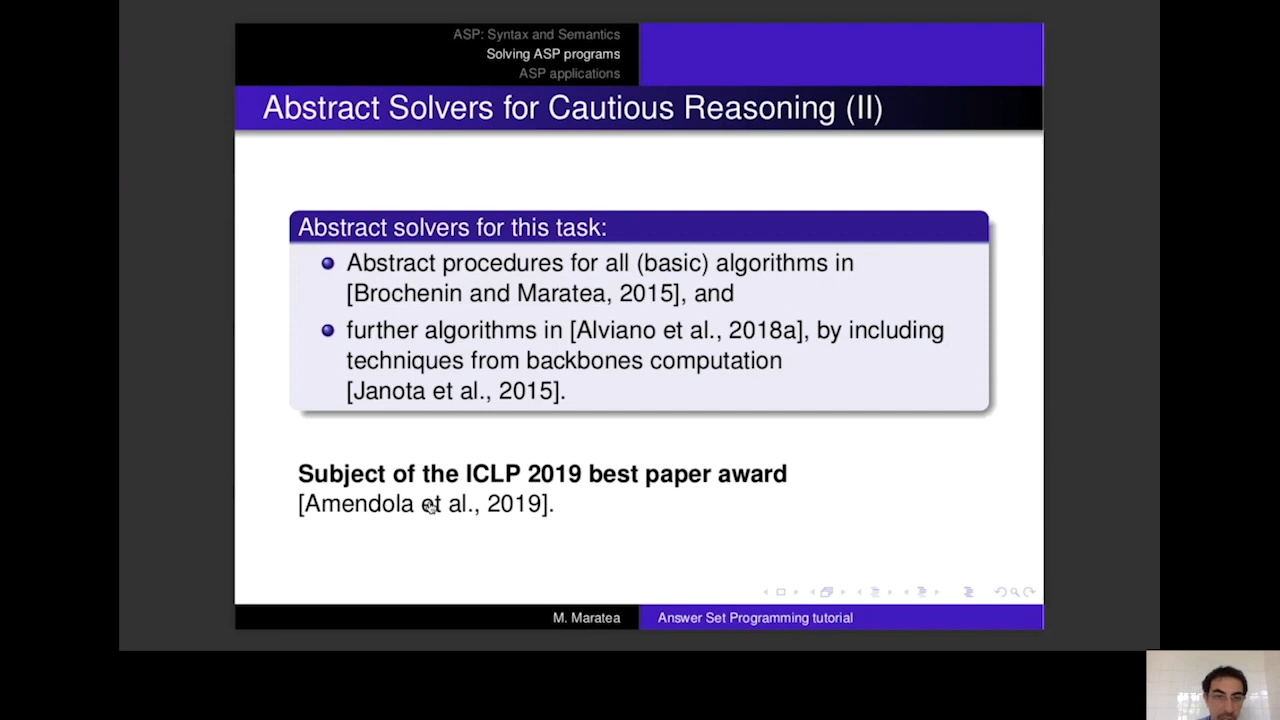 ASP: Syntax and Semantics
Solving ASP programs
ASP applications
Abstract Solvers for Cautious Reasoning (II)
Abstract solvers for this task:
Abstract procedures for all (basic) algorithms in
[Brochenin and Maratea, 2015], and
further algorithms in [Alviano et al., 2018a], by including
techniques from backbones computation
[Janota et al., 2015].
Subject of the ICLP 2019 best paper award
[Amendola et al., 2019].
M. Maratea
Answer Set Programming tutorial